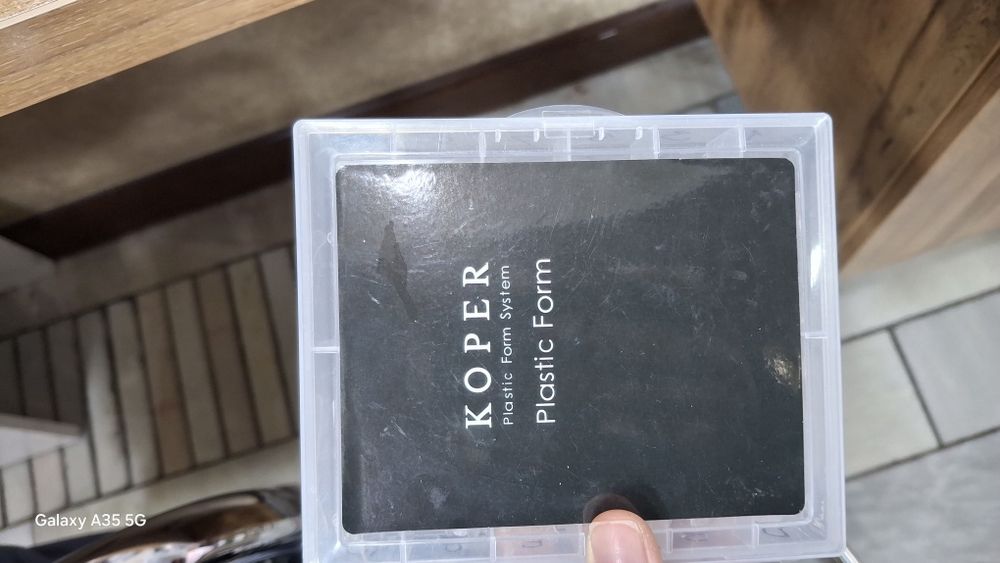 KOPER
Plastic Form System
Plastic Form
Galaxy A35 5G